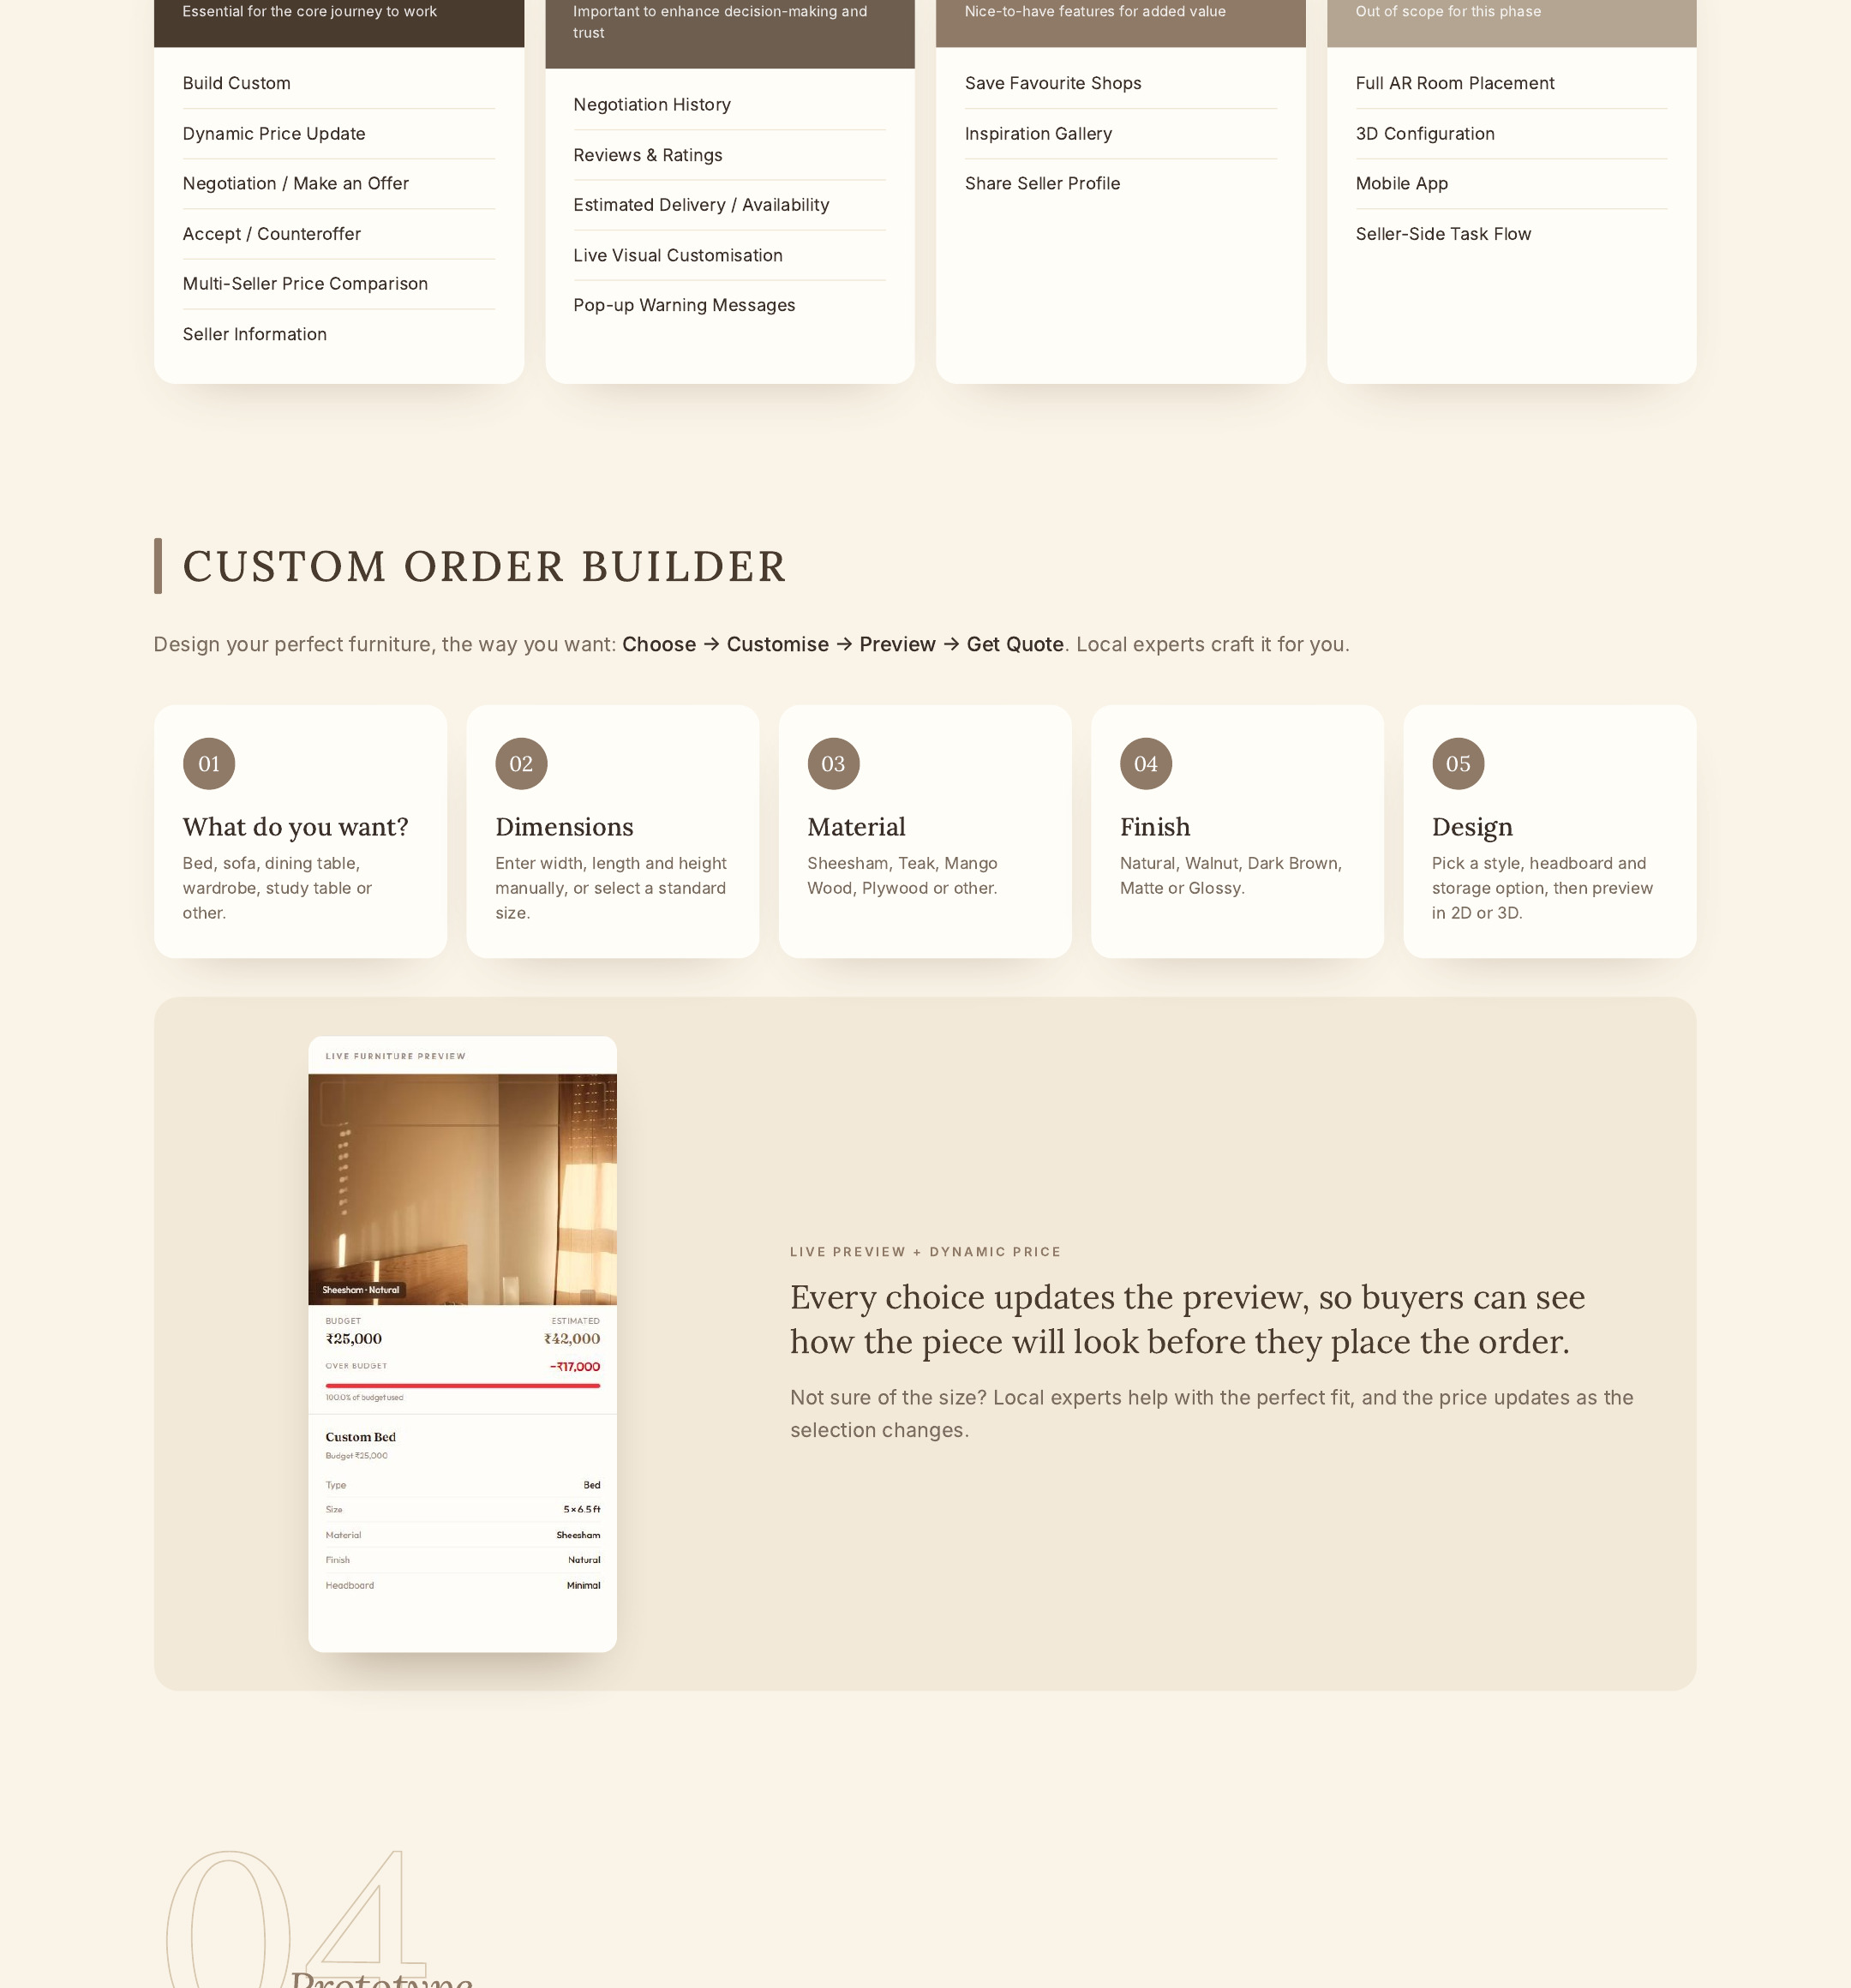 Essential for the core journey to work
Build Custom
Dynamic Price Update
Negotiation / Make an Offer
Accept / Counteroffer
Multi-Seller Price Comparison
Seller Information
Important to enhance decision-making and
trust
Negotiation History
Reviews & Ratings
Estimated Delivery / Availability
Live Visual Customisation
Pop-up Warning Messages
Nice-to-have features for added value
Save Favourite Shops
Inspiration Gallery
Share Seller Profile
Out of scope for this phase
Full AR Room Placement
3D Configuration
Mobile App
Seller-Side Task Flow
CUSTOM ORDER BUILDER
Design your perfect furniture, the way you want: Choose → Customise → Preview → Get Quote. Local experts craft it for you.
01
What do you want?
Bed, sofa, dining table,
wardrobe, study table or
other.
02
Dimensions
Enter width, length and height
manually, or select a standard
size.
03
Material
Sheesham, Teak, Mango
Wood, Plywood or other.
04
Finish
Natural, Walnut, Dark Brown,
Matte or Glossy.
05
Design
Pick a style, headboard and
storage option, then preview
in 2D or 3D.
LIVE FURNITURE PREVIEW
Sheesham · Natural
BUDGET ESTIMATED
₹25,000 ₹42,000
OVER BUDGET −₹17,000
100.0% of budget used
Custom Bed
Budget ₹25,000
Type Bed
Size 5 × 6.5 ft
Material Sheesham
Finish Natural
Headboard Minimal
LIVE PREVIEW + DYNAMIC PRICE
Every choice updates the preview, so buyers can see
how the piece will look before they place the order.
Not sure of the size? Local experts help with the perfect fit, and the price updates as the
selection changes.
04
Prototype